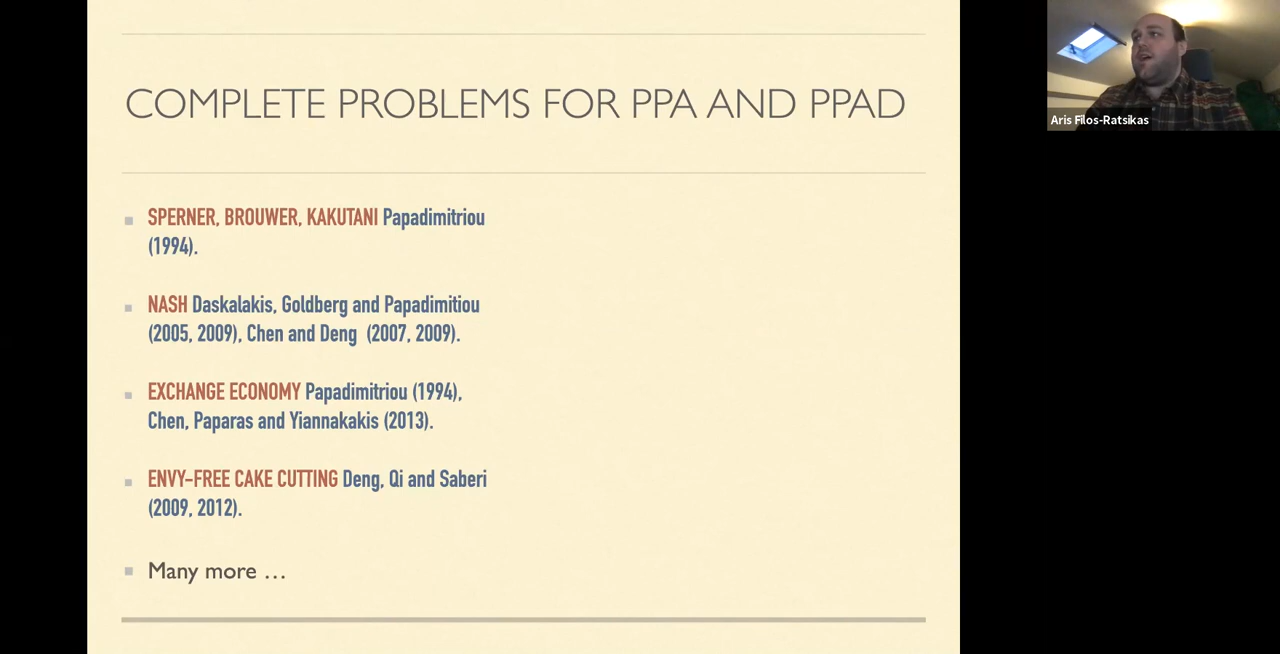 COMPLETE PROBLEMS FOR PPA AND PPAD
SPERNER, BROUWER, KAKUTANI Papadimitriou
(1994).
NASH Daskalakis, Goldberg and Papadimitiou
(2005, 2009), Chen and Deng (2007, 2009).
EXCHANGE ECONOMY Papadimitriou (1994),
Chen, Paparas and Yiannakakis (2013).
ENVY-FREE CAKE CUTTING Deng, Qi and Saberi
(2009, 2012).
Many more …
Aris Filos-Ratsikas